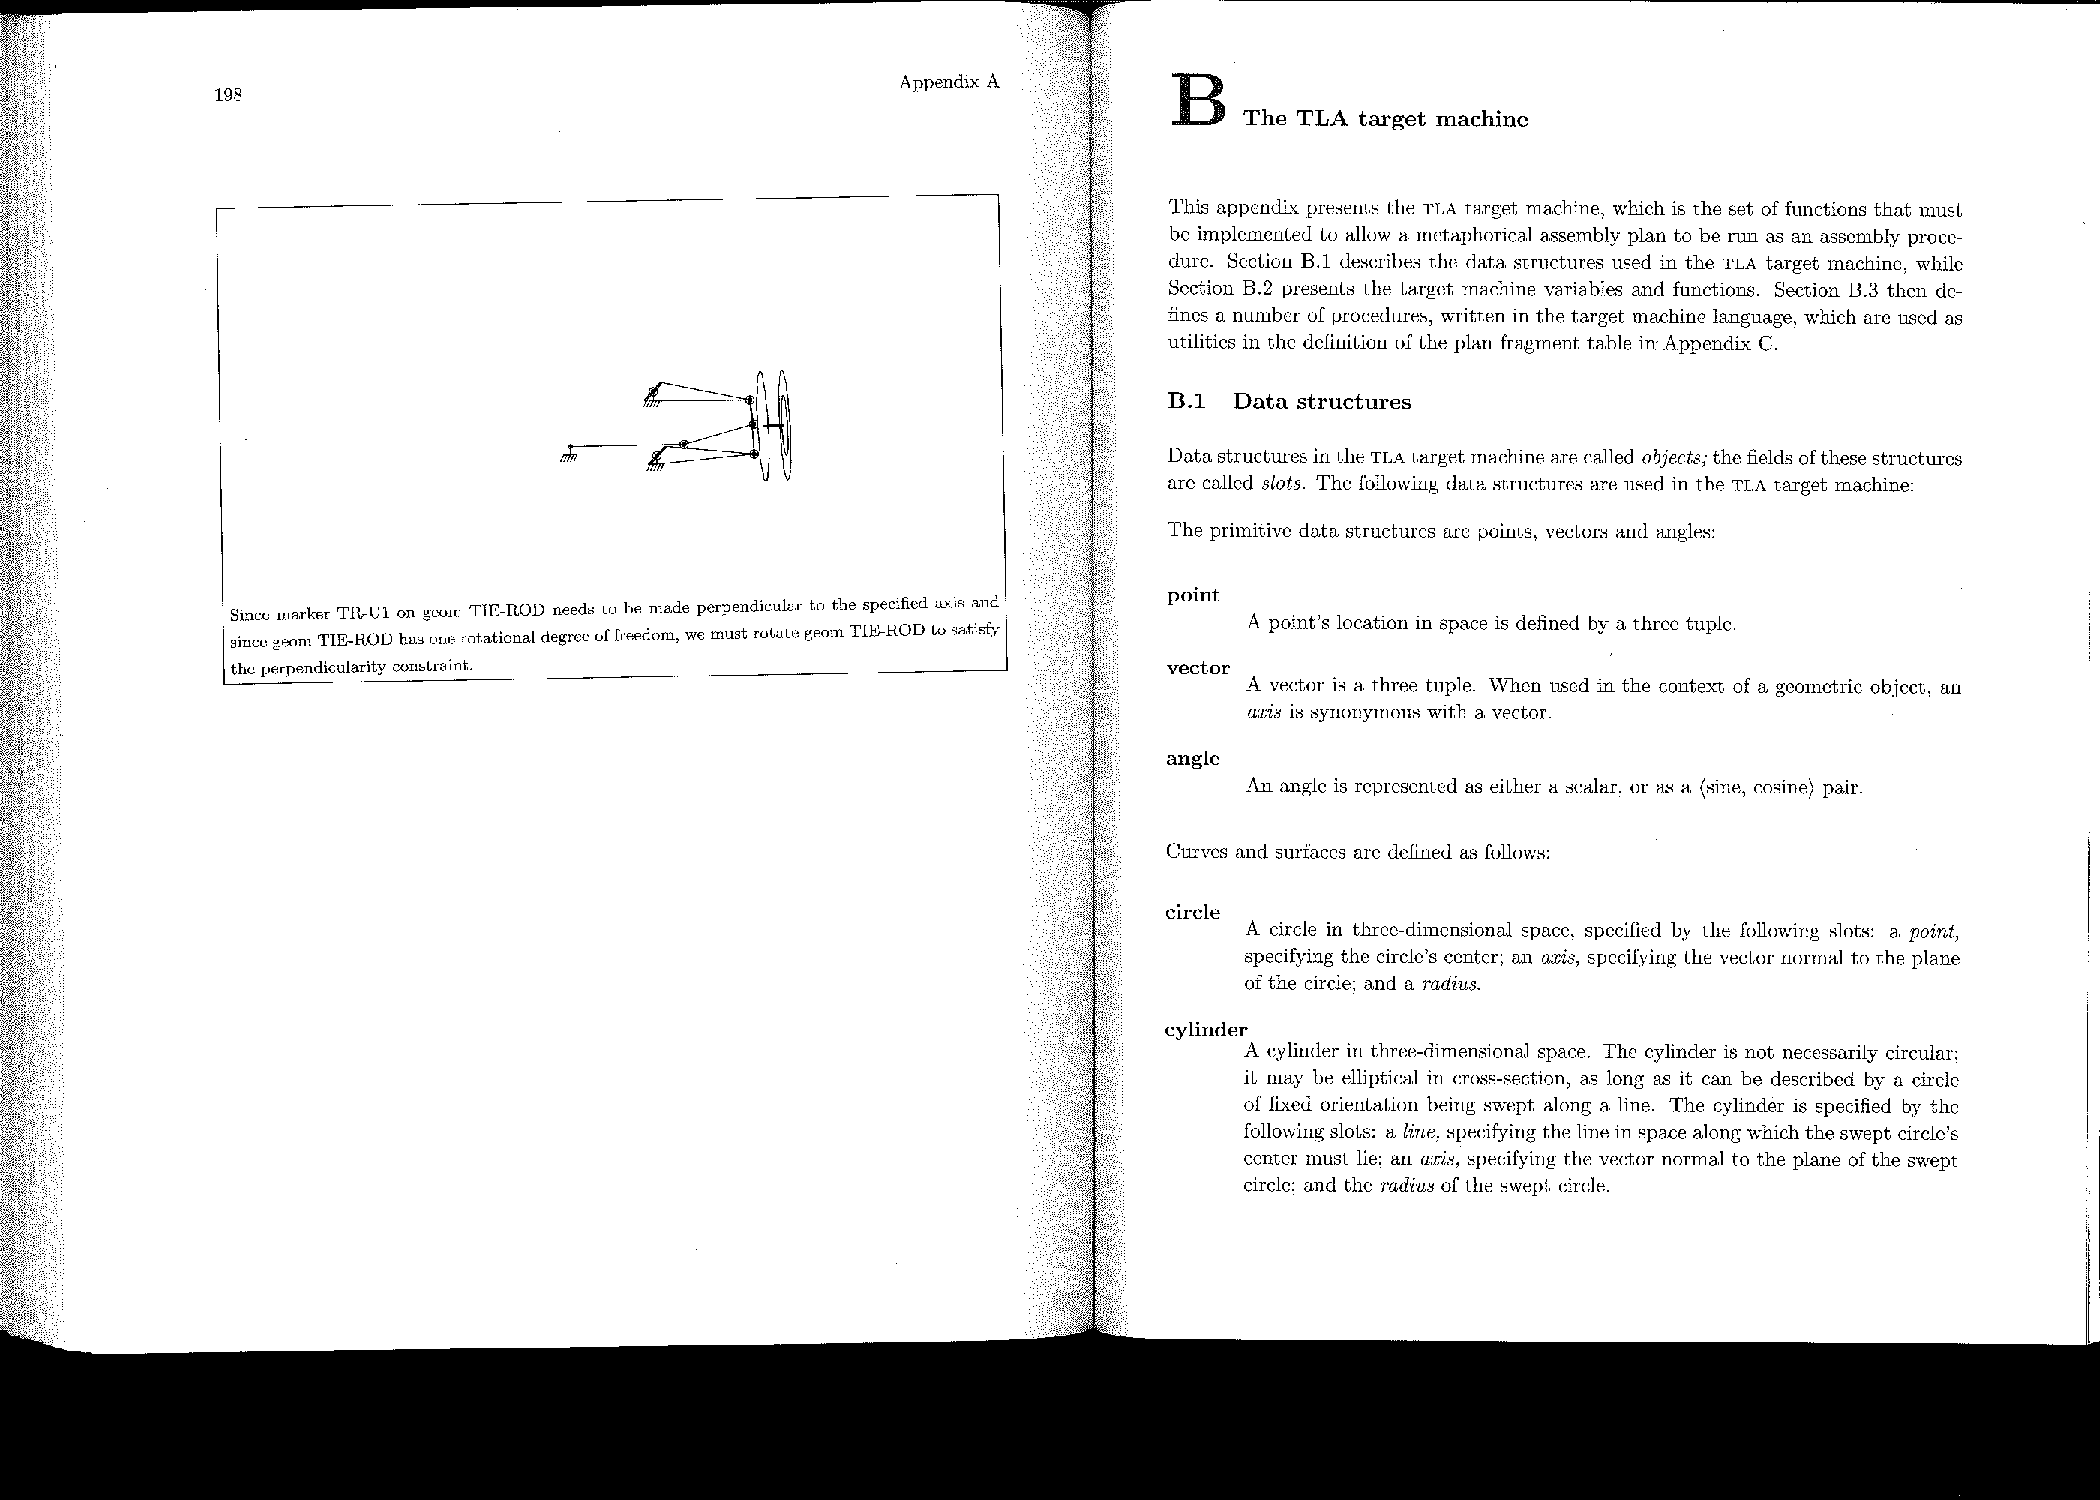 198
Appendix A
Since marker TR-U1 on geom TIE-ROD needs to be made perpendicular to the specified axis and
since geom TIE-ROD has one rotational degree of freedom, we must rotate geom TIE-ROD to satisfy
the perpendicularity constraint.
B The TLA target machine
This appendix presents the TLA target machine, which is the set of functions that must
be implemented to allow a metaphorical assembly plan to be run as an assembly proce-
dure. Section B.1 describes the data structures used in the TLA target machine, while
Section B.2 presents the target machine variables and functions. Section B.3 then de-
fines a number of procedures, written in the target machine language, which are used as
utilities in the definition of the plan fragment table in Appendix C.
B.1 Data structures
Data structures in the TLA target machine are called objects; the fields of these structures
are called slots. The following data structures are used in the TLA target machine:
The primitive data structures are points, vectors and angles:
point
A point's location in space is defined by a three tuple.
vector
A vector is a three tuple. When used in the context of a geometric object, an
axis is synonymous with a vector.
angle
An angle is represented as either a scalar, or as a ⟨sine, cosine⟩ pair.
Curves and surfaces are defined as follows:
circle
A circle in three-dimensional space, specified by the following slots: a point,
specifying the circle's center; an axis, specifying the vector normal to the plane
of the circle; and a radius.
cylinder
A cylinder in three-dimensional space. The cylinder is not necessarily circular;
it may be elliptical in cross-section, as long as it can be described by a circle
of fixed orientation being swept along a line. The cylinder is specified by the
following slots: a line, specifying the line in space along which the swept circle's
center must lie; an axis, specifying the vector normal to the plane of the swept
circle; and the radius of the swept circle.